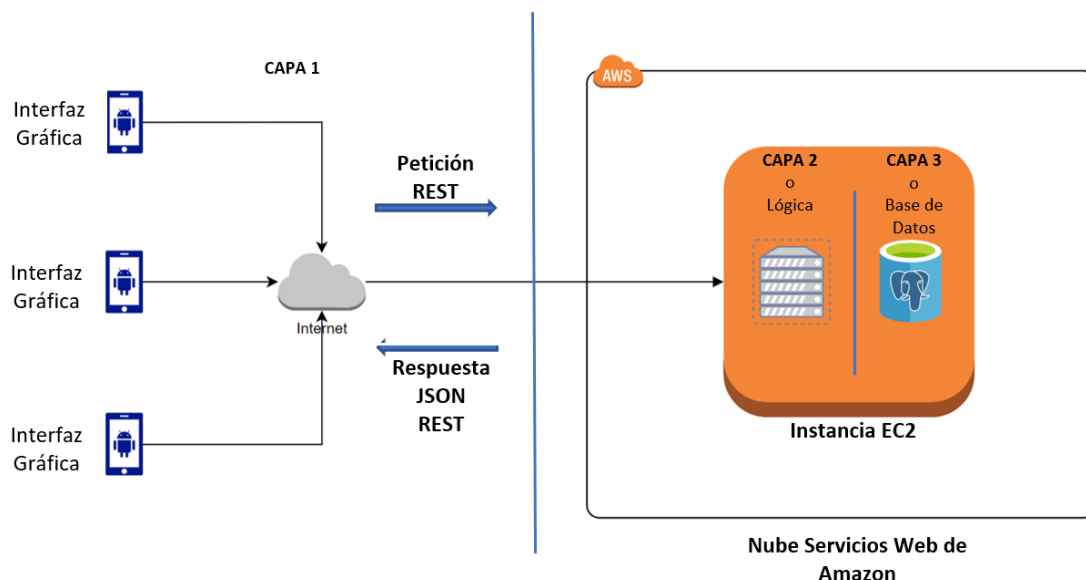 CAPA 1
Interfaz
Gráfica
Interfaz
Gráfica
Interfaz
Gráfica
Petición
REST
Internet
Respuesta
JSON
REST
AWS
CAPA 2
o
Lógica
CAPA 3
o
Base de
Datos
Instancia EC2
Nube Servicios Web de
Amazon